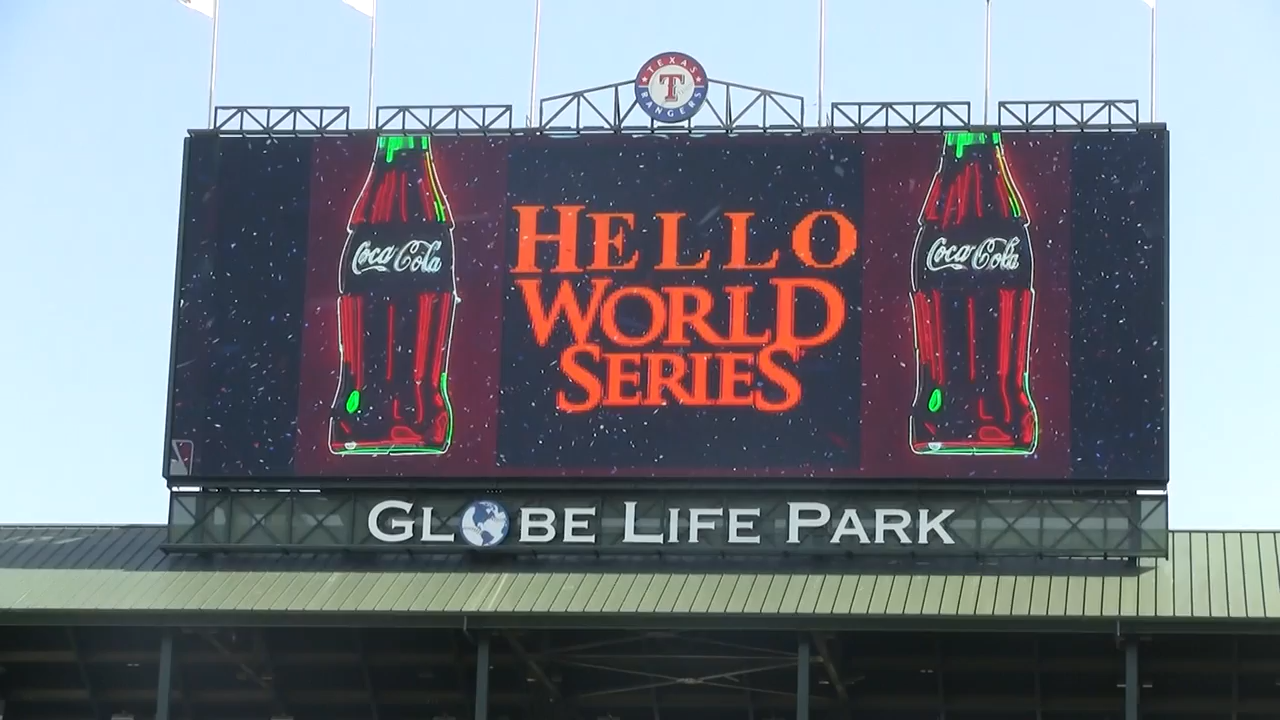 TEXAS
T
RANGERS
Coca-Cola
HELLO
WORLD
SERIES
Coca-Cola
GLOBE LIFE PARK